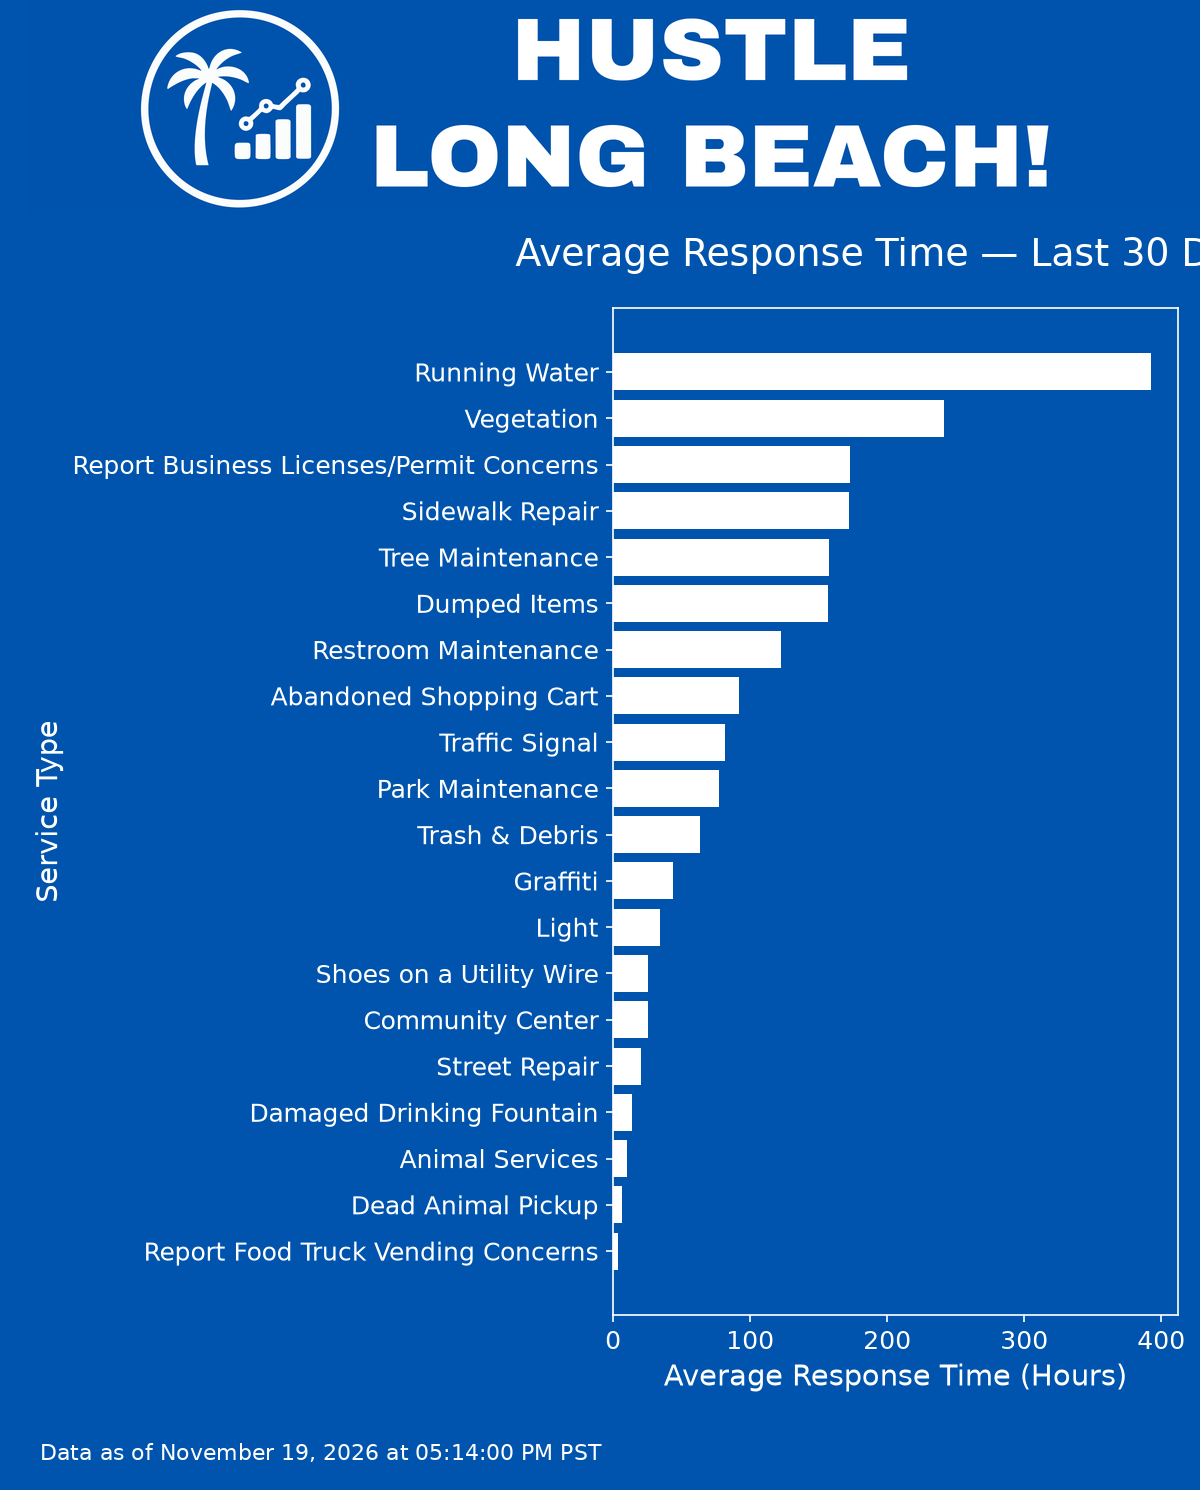 HUSTLE
LONG BEACH!
Average Response Time — Last 30 D
Running Water
Vegetation
Report Business Licenses/Permit Concerns
Sidewalk Repair
Tree Maintenance
Dumped Items
Restroom Maintenance
Abandoned Shopping Cart
Traffic Signal
Park Maintenance
Trash & Debris
Graffiti
Light
Shoes on a Utility Wire
Community Center
Street Repair
Damaged Drinking Fountain
Animal Services
Dead Animal Pickup
Report Food Truck Vending Concerns
Service Type
0 100 200 300 400
Average Response Time (Hours)
Data as of November 19, 2026 at 05:14:00 PM PST